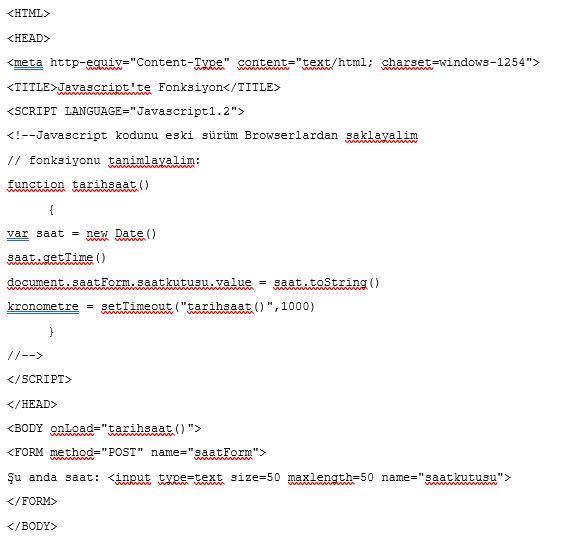 <HTML>
<HEAD>
<meta http-equiv="Content-Type" content="text/html; charset=windows-1254">
<TITLE>Javascript'te Fonksiyon</TITLE>
<SCRIPT LANGUAGE="Javascript1.2">
<!--Javascript kodunu eski sürüm Browserlardan saklayalim
// fonksiyonu tanimlayalim:
function tarihsaat()
{
var saat = new Date()
saat.getTime()
document.saatForm.saatkutusu.value = saat.toString()
kronometre = setTimeout("tarihsaat()",1000)
}
//-->
</SCRIPT>
</HEAD>
<BODY onLoad="tarihsaat()">
<FORM method="POST" name="saatForm">
Şu anda saat: <input type=text size=50 maxlength=50 name="saatkutusu">
</FORM>
</BODY>